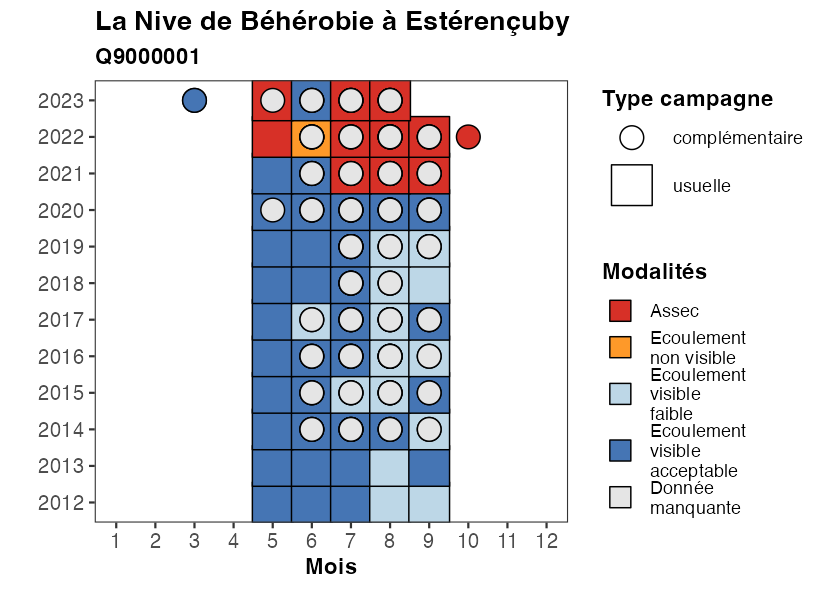 La Nive de Béhérobie à Estérençuby
Q9000001
2023
2022
2021
2020
2019
2018
2017
2016
2015
2014
2013
2012
1 2 3 4 5 6 7 8 9 10 11 12
Mois
Type campagne
complémentaire
usuelle
Modalités
Assec
Ecoulement
non visible
Ecoulement
visible
faible
Ecoulement
visible
acceptable
Donnée
manquante